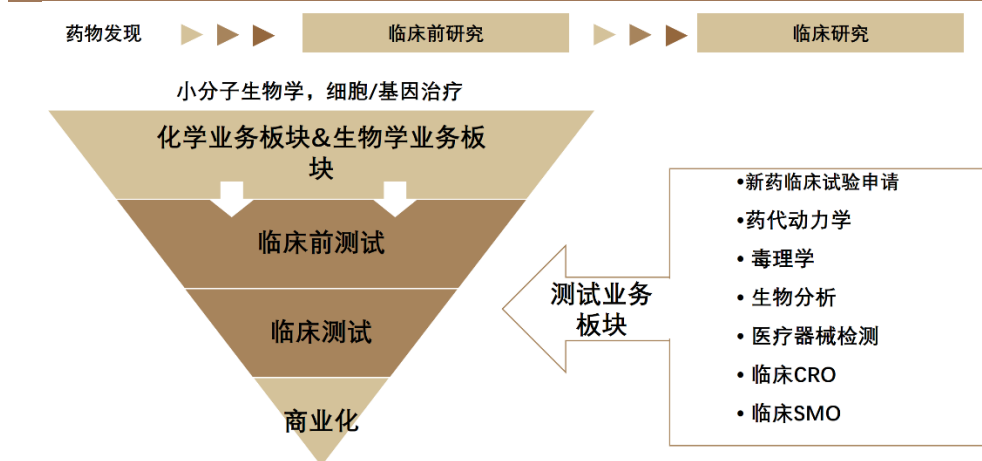 药物发现
临床前研究
临床研究
小分子生物学，细胞/基因治疗
化学业务板块&生物学业务板
块
临床前测试
临床测试
商业化
测试业务
板块
•新药临床试验申请
•药代动力学
• 毒理学
• 生物分析
• 医疗器械检测
• 临床CRO
• 临床SMO